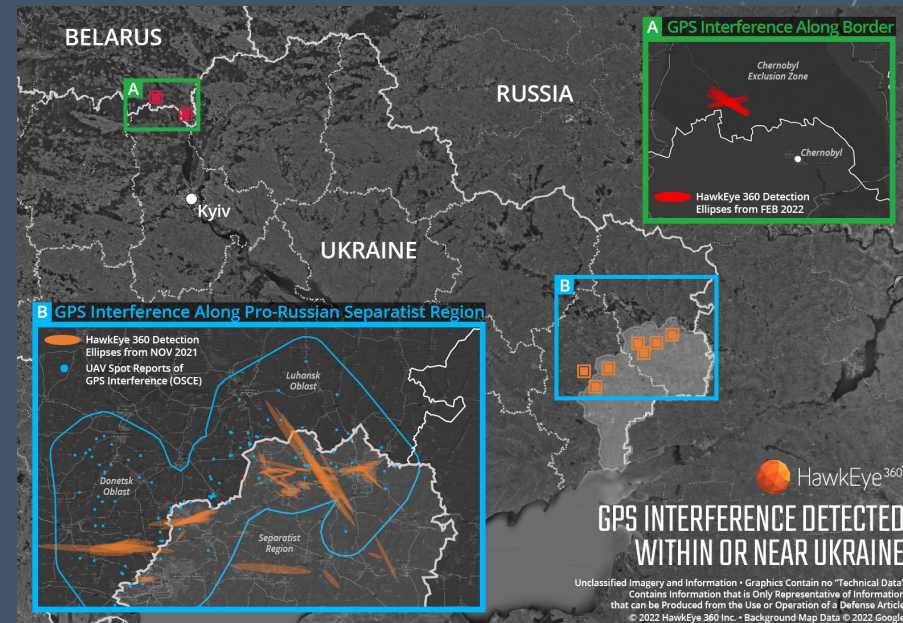 BELARUS
A
RUSSIA
Kyiv
UKRAINE
A GPS Interference Along Border
Chernobyl
Exclusion Zone
Chernobyl
HawkEye 360 Detection
Ellipses from FEB 2022
B
B GPS Interference Along Pro-Russian Separatist Region
HawkEye 360 Detection
Ellipses from NOV 2021
UAV Spot Reports of
GPS Interference (OSCE)
Luhansk
Oblast
Donetsk
Oblast
Separatist
Region
HawkEye 360
GPS INTERFERENCE DETECTED
WITHIN OR NEAR UKRAINE
Unclassified Imagery and Information • Graphics Contain no "Technical Data"
Contains Information that is Only Representative of Information
that can be Produced from the Use or Operation of a Defense Article
© 2022 HawkEye 360 Inc. • Background Map Data © 2022 Google